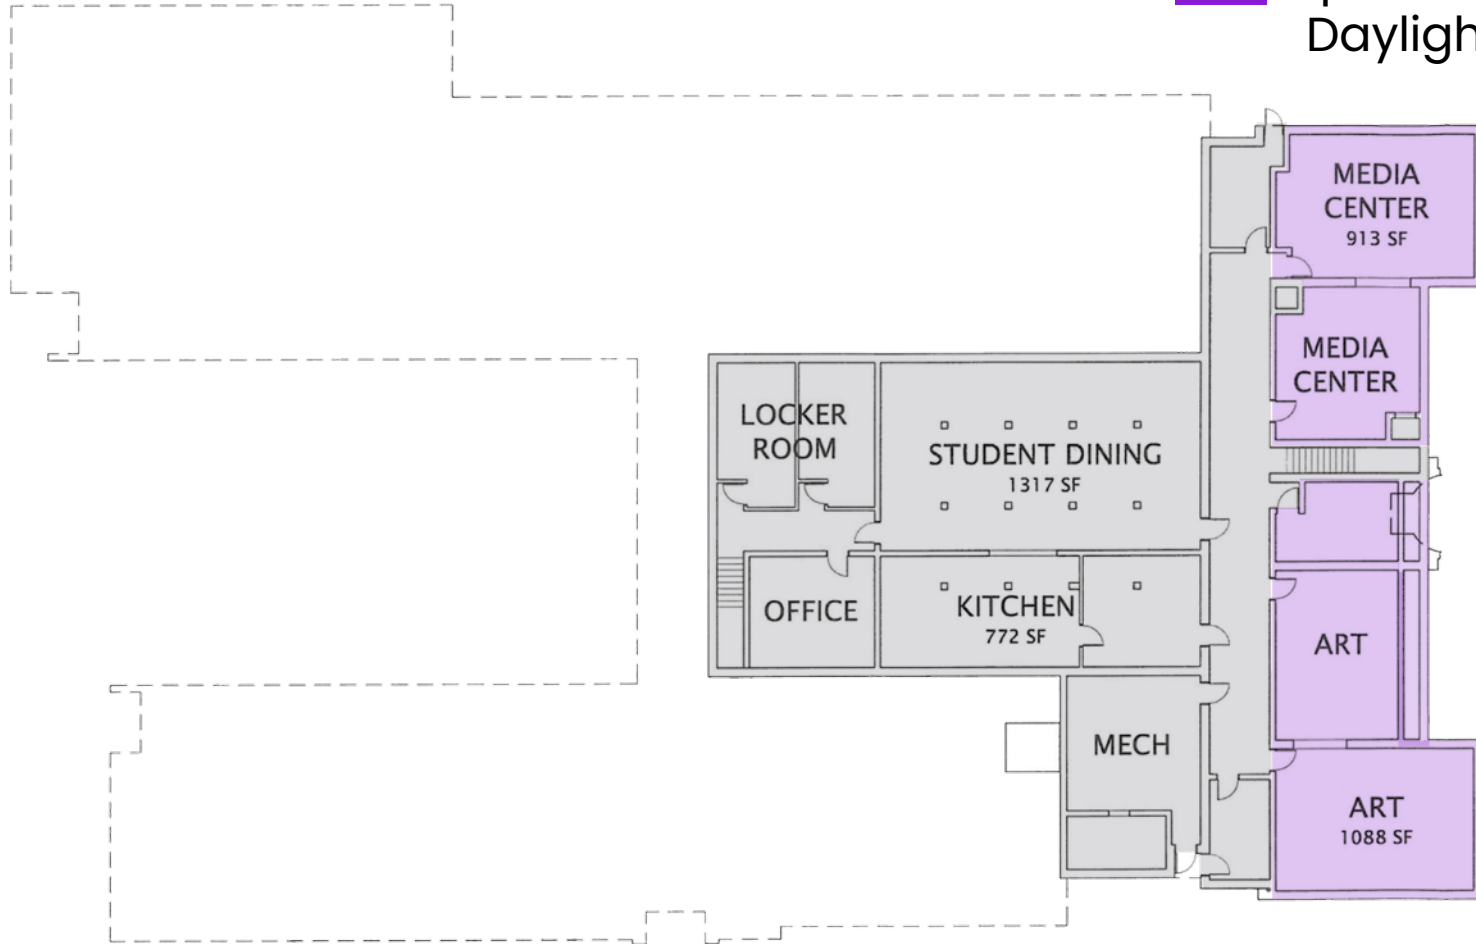 Dayligh
MEDIA
CENTER
913 SF
MEDIA
CENTER
LOCKER
ROOM
STUDENT DINING
1317 SF
OFFICE
KITCHEN
772 SF
ART
MECH
ART
1088 SF